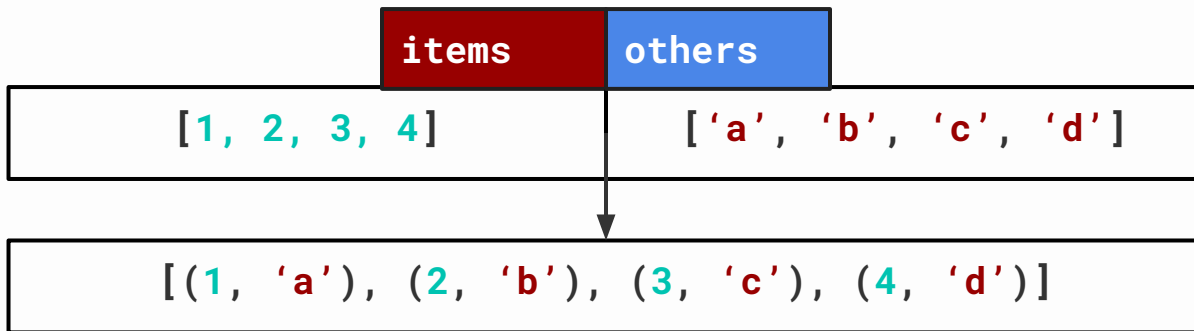 items others
[1, 2, 3, 4] [‘a’, ‘b’, ‘c’, ‘d’]
[(1, ‘a’), (2, ‘b’), (3, ‘c’), (4, ‘d’)]